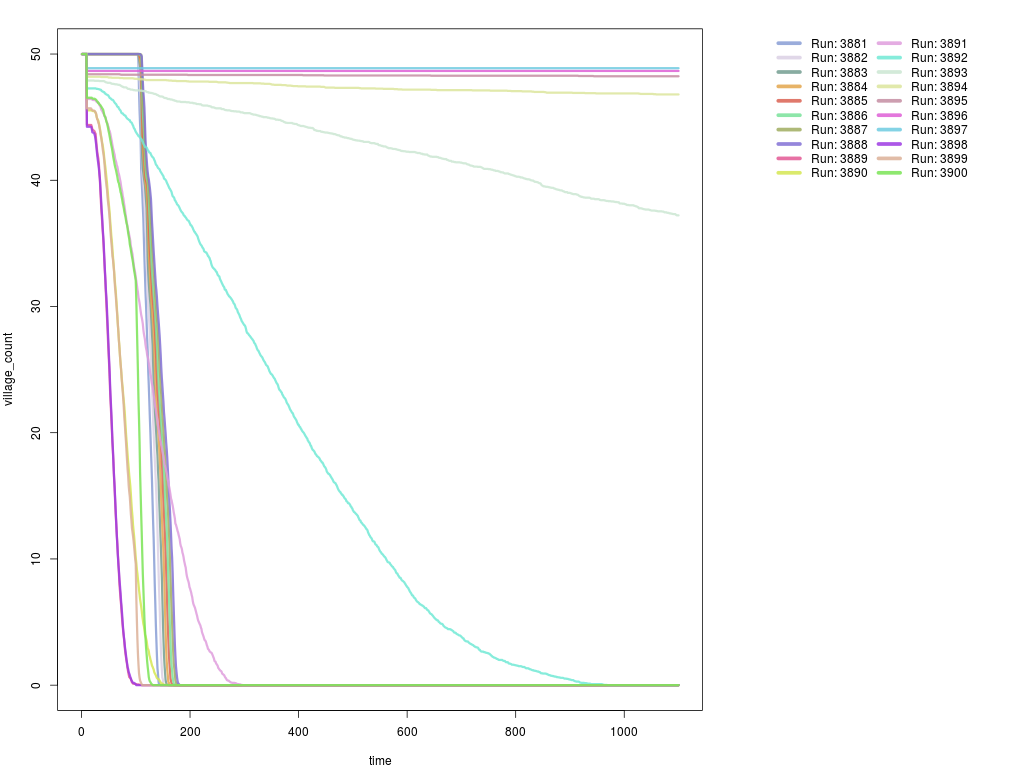 50
40
30
20
10
0
village_count
0 200 400 600 800 1000
time
Run: 3881 Run: 3891
Run: 3882 Run: 3892
Run: 3883 Run: 3893
Run: 3884 Run: 3894
Run: 3885 Run: 3895
Run: 3886 Run: 3896
Run: 3887 Run: 3897
Run: 3888 Run: 3898
Run: 3889 Run: 3899
Run: 3890 Run: 3900